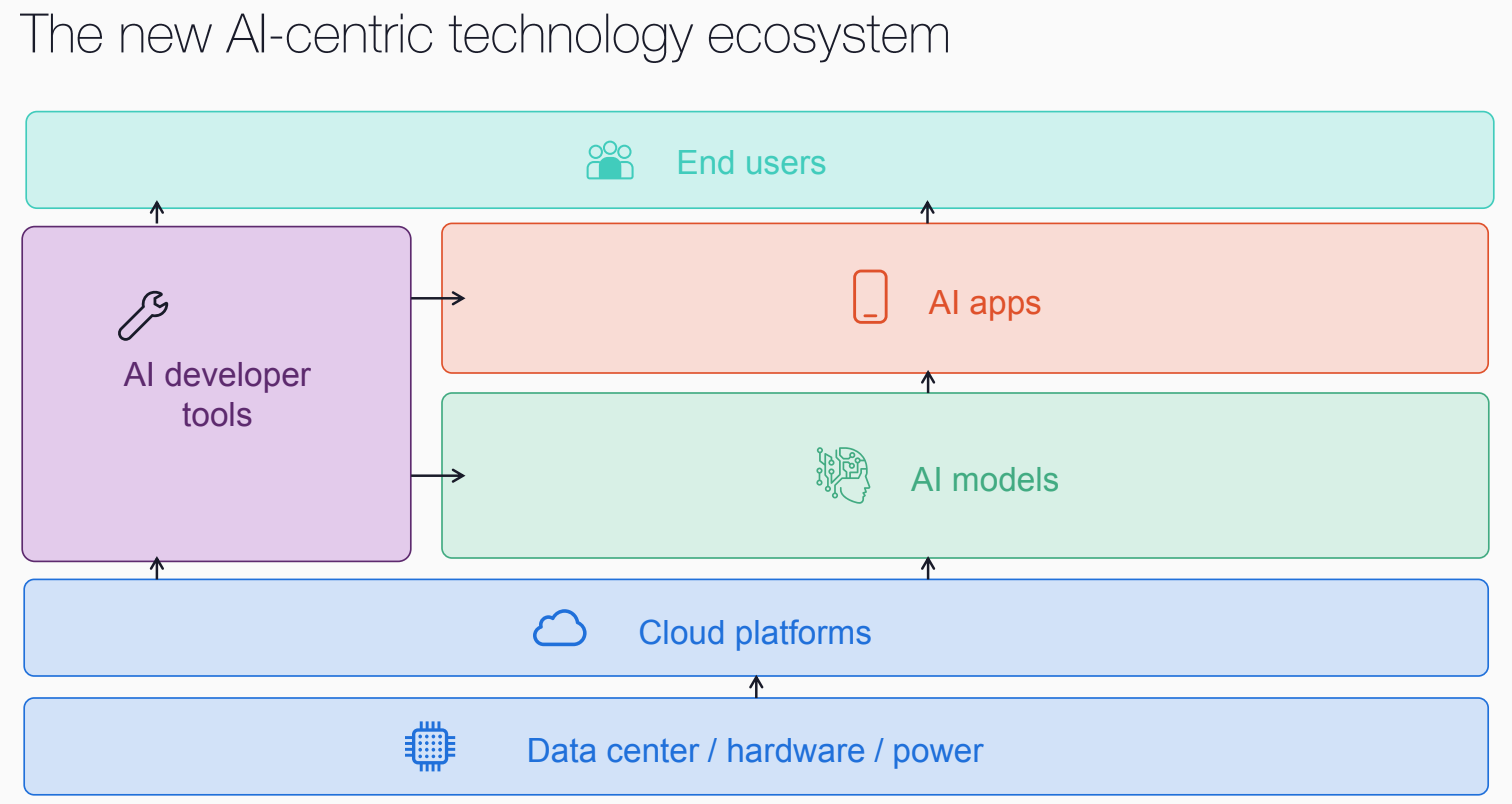 The new AI-centric technology ecosystem
End users
AI apps
AI developer
tools
AI models
Cloud platforms
Data center / hardware / power